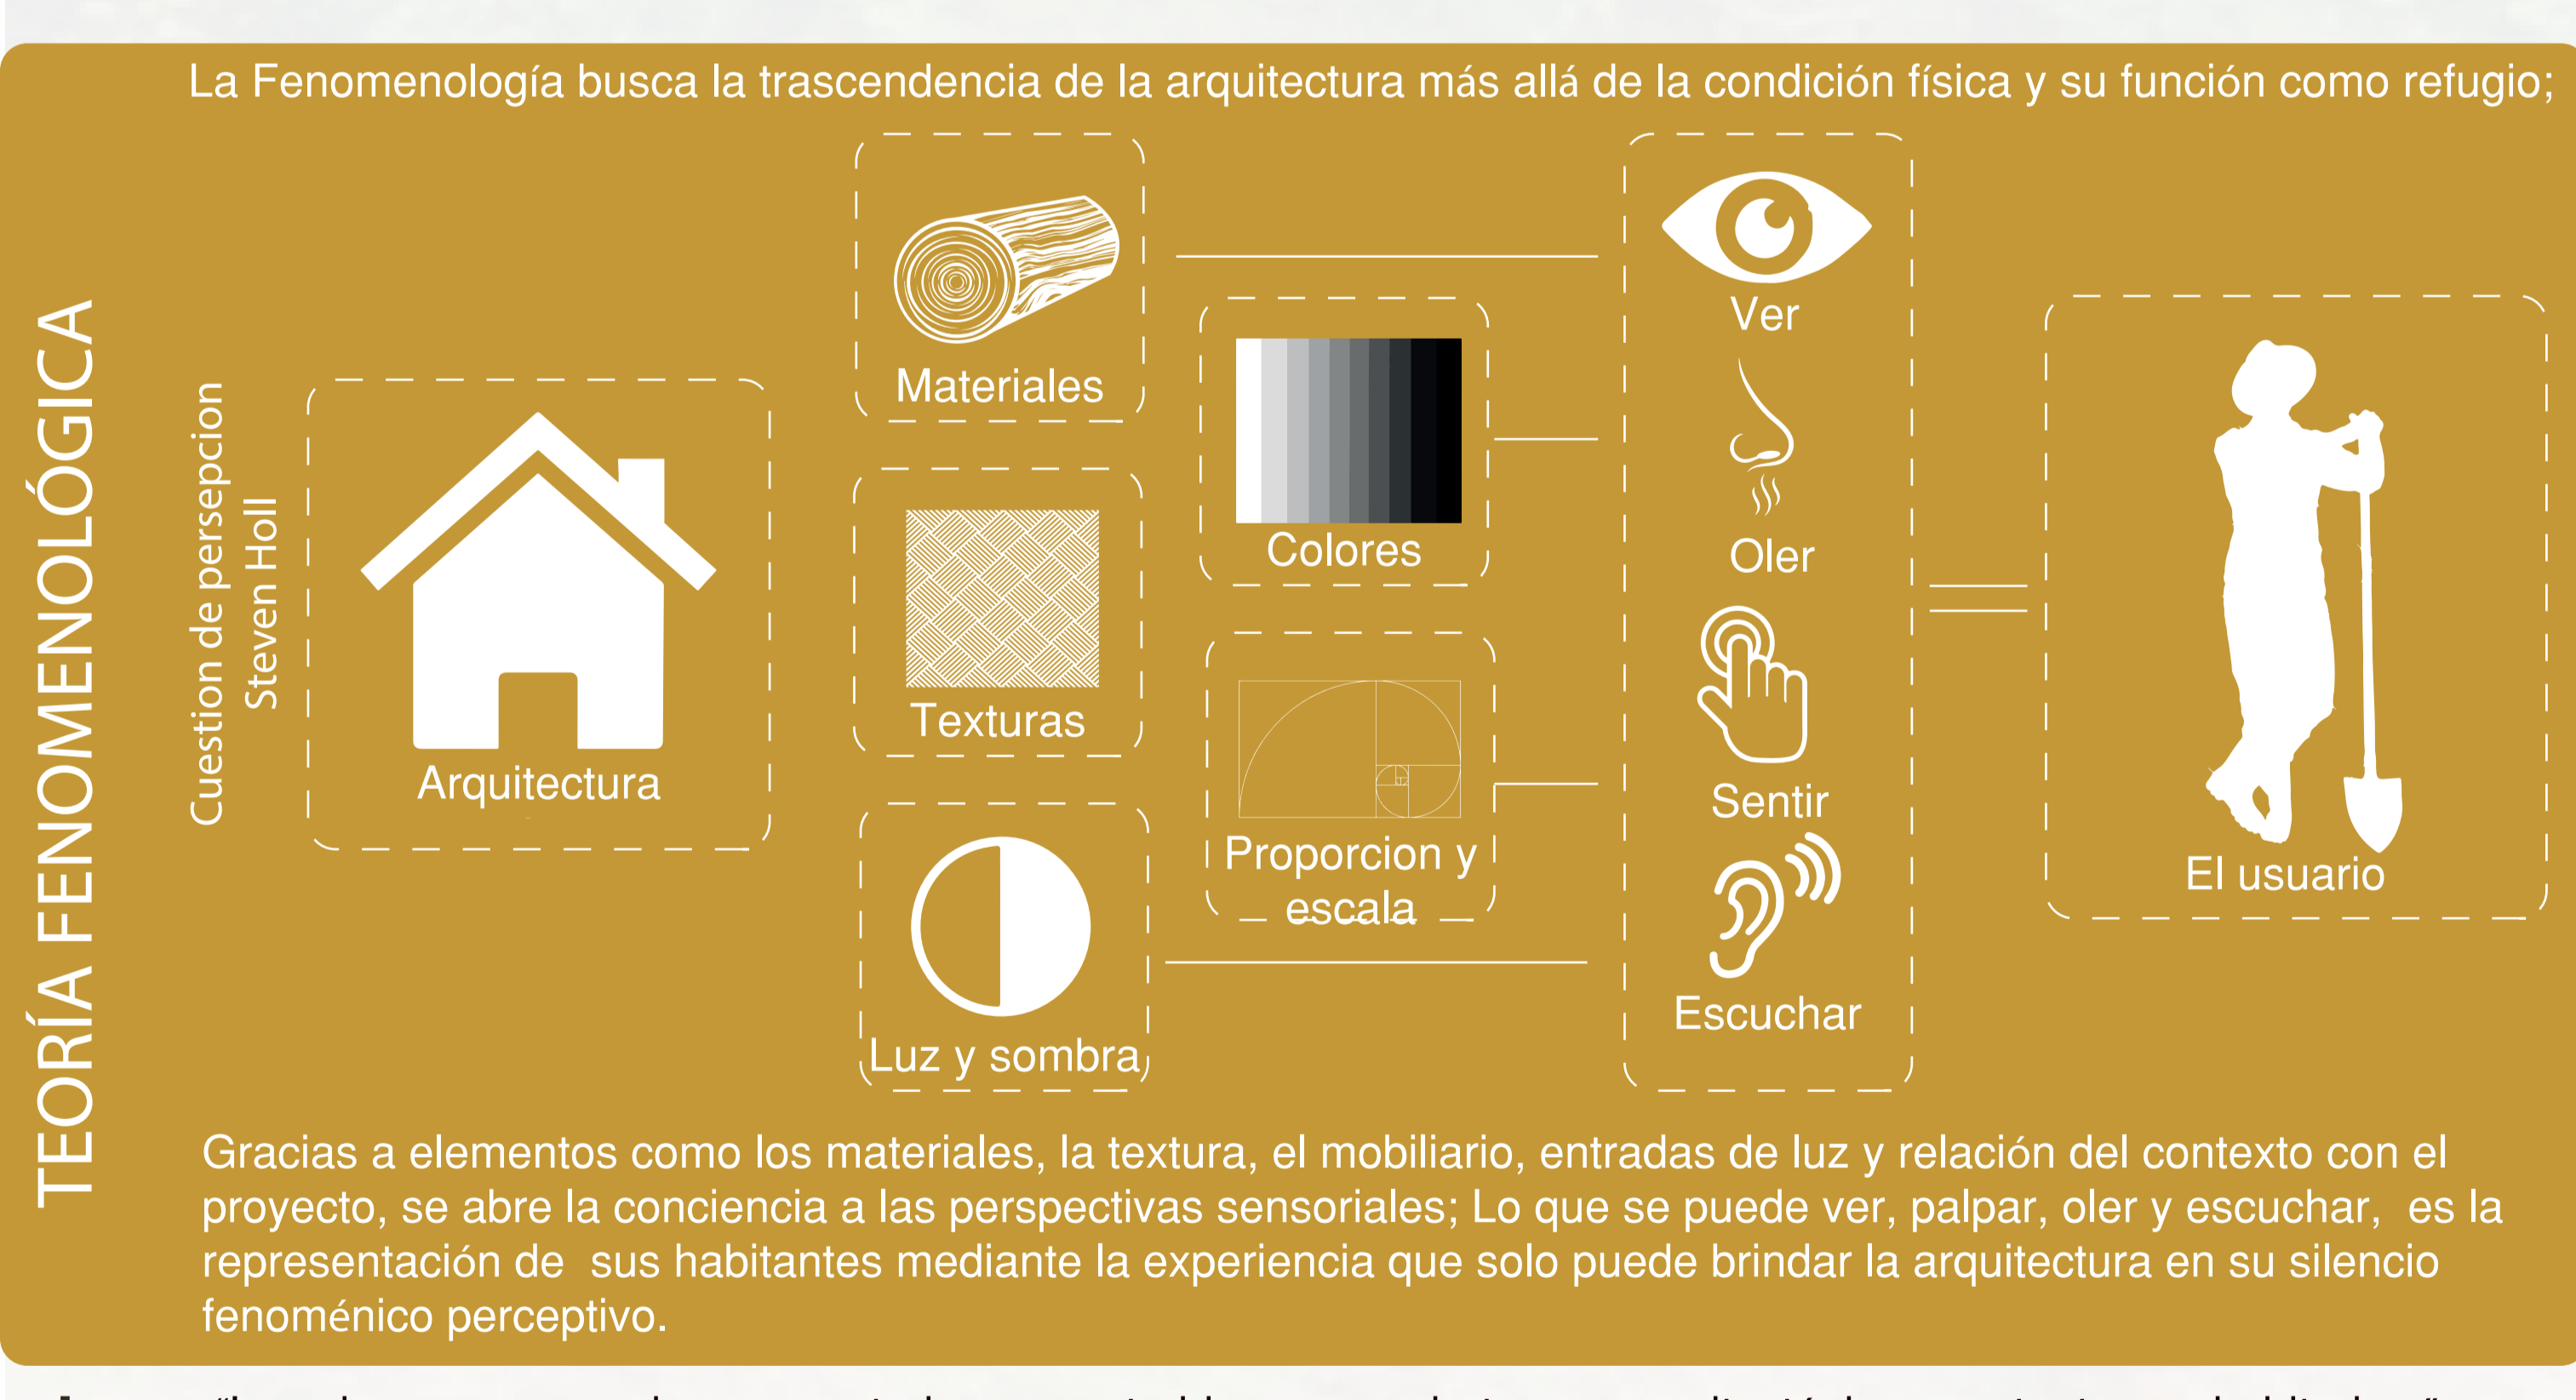 La Fenomenología busca la trascendencia de la arquitectura más allá de la condición física y su función como refugio;
TEORÍA FENOMENOLÓGICA
Cuestion de persepcion
Steven Holl
Arquitectura
Materiales
Texturas
Luz y sombra
Colores
Proporcion y
escala
Ver
Oler
Sentir
Escuchar
El usuario
Gracias a elementos como los materiales, la textura, el mobiliario, entradas de luz y relación del contexto con el
proyecto, se abre la conciencia a las perspectivas sensoriales; Lo que se puede ver, palpar, oler y escuchar, es la
representación de sus habitantes mediante la experiencia que solo puede brindar la arquitectura en su silencio
fenoménico perceptivo.